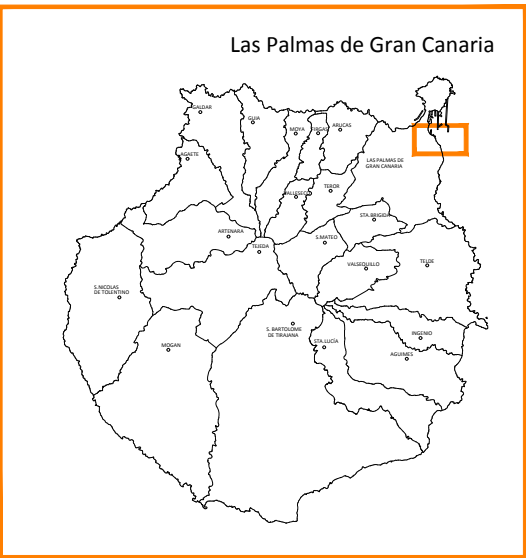 Las Palmas de Gran Canaria
GALDAR
GUIA
MOYA
FIRGAS
ARUCAS
AGAETE
LAS PALMAS DE
GRAN CANARIA
VALLESECO
TEROR
STA.BRIGIDA
ARTENARA
S.MATEO
TEJEDA
VALSEQUILLO
TELDE
S.NICOLAS
DE TOLENTINO
S. BARTOLOME
DE TIRAJANA
STA.LUCÍA
INGENIO
MOGAN
AGUIMES